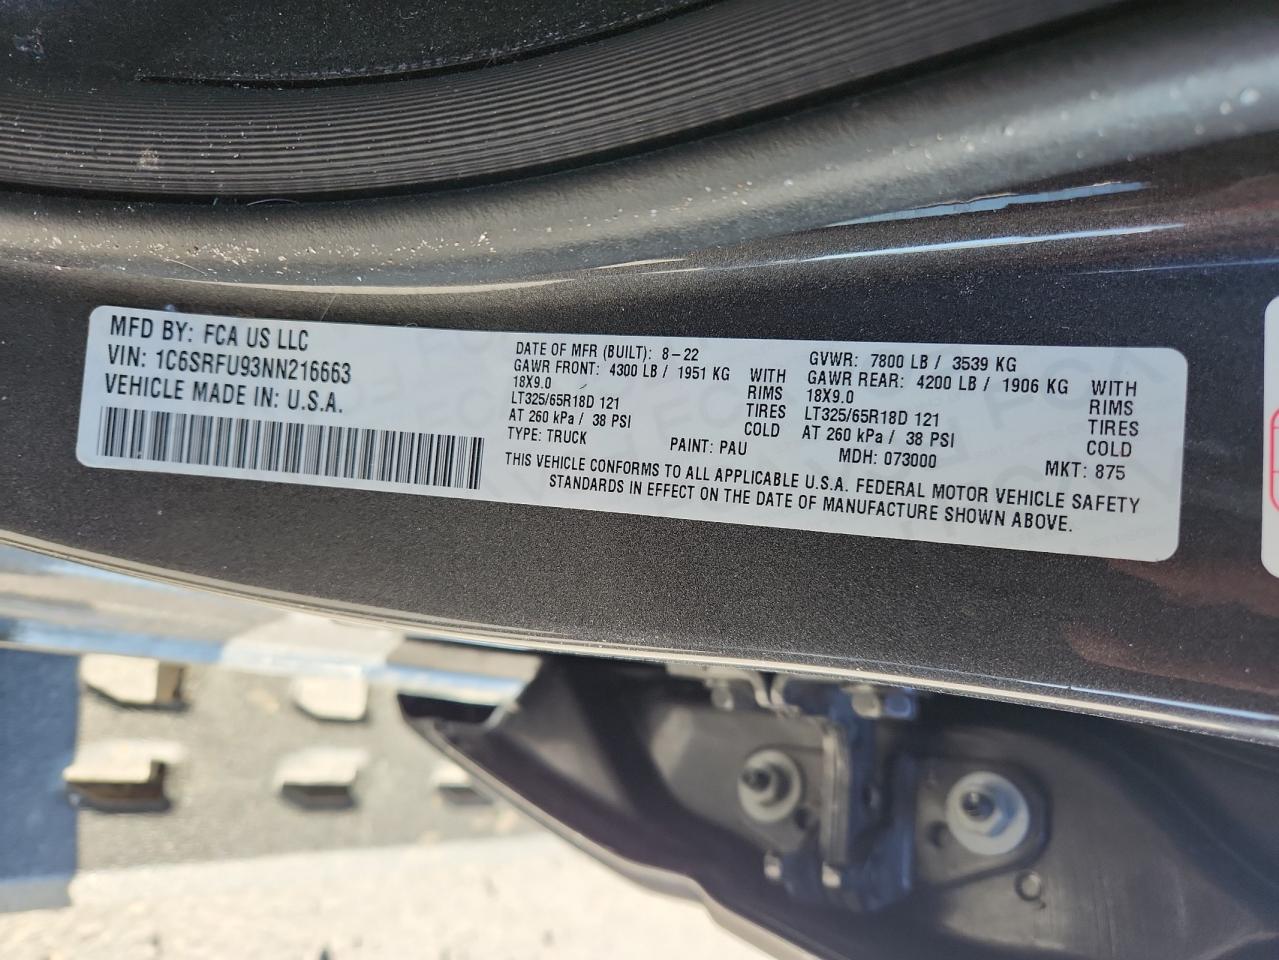 MFD BY: FCA US LLC
VIN: 1C6SRFU93NN216663
VEHICLE MADE IN: U.S.A.
DATE OF MFR (BUILT): 8-22
GAWR FRONT: 4300 LB / 1951 KG WITH
18X9.0 RIMS
LT325/65R18D 121 TIRES
AT 260 kPa / 38 PSI COLD
TYPE: TRUCK PAINT: PAU
GVWR: 7800 LB / 3539 KG
GAWR REAR: 4200 LB / 1906 KG WITH
18X9.0 RIMS
LT325/65R18D 121 TIRES
AT 260 kPa / 38 PSI COLD
MDH: 073000 MKT: 875
THIS VEHICLE CONFORMS TO ALL APPLICABLE U.S.A. FEDERAL MOTOR VEHICLE SAFETY
STANDARDS IN EFFECT ON THE DATE OF MANUFACTURE SHOWN ABOVE.